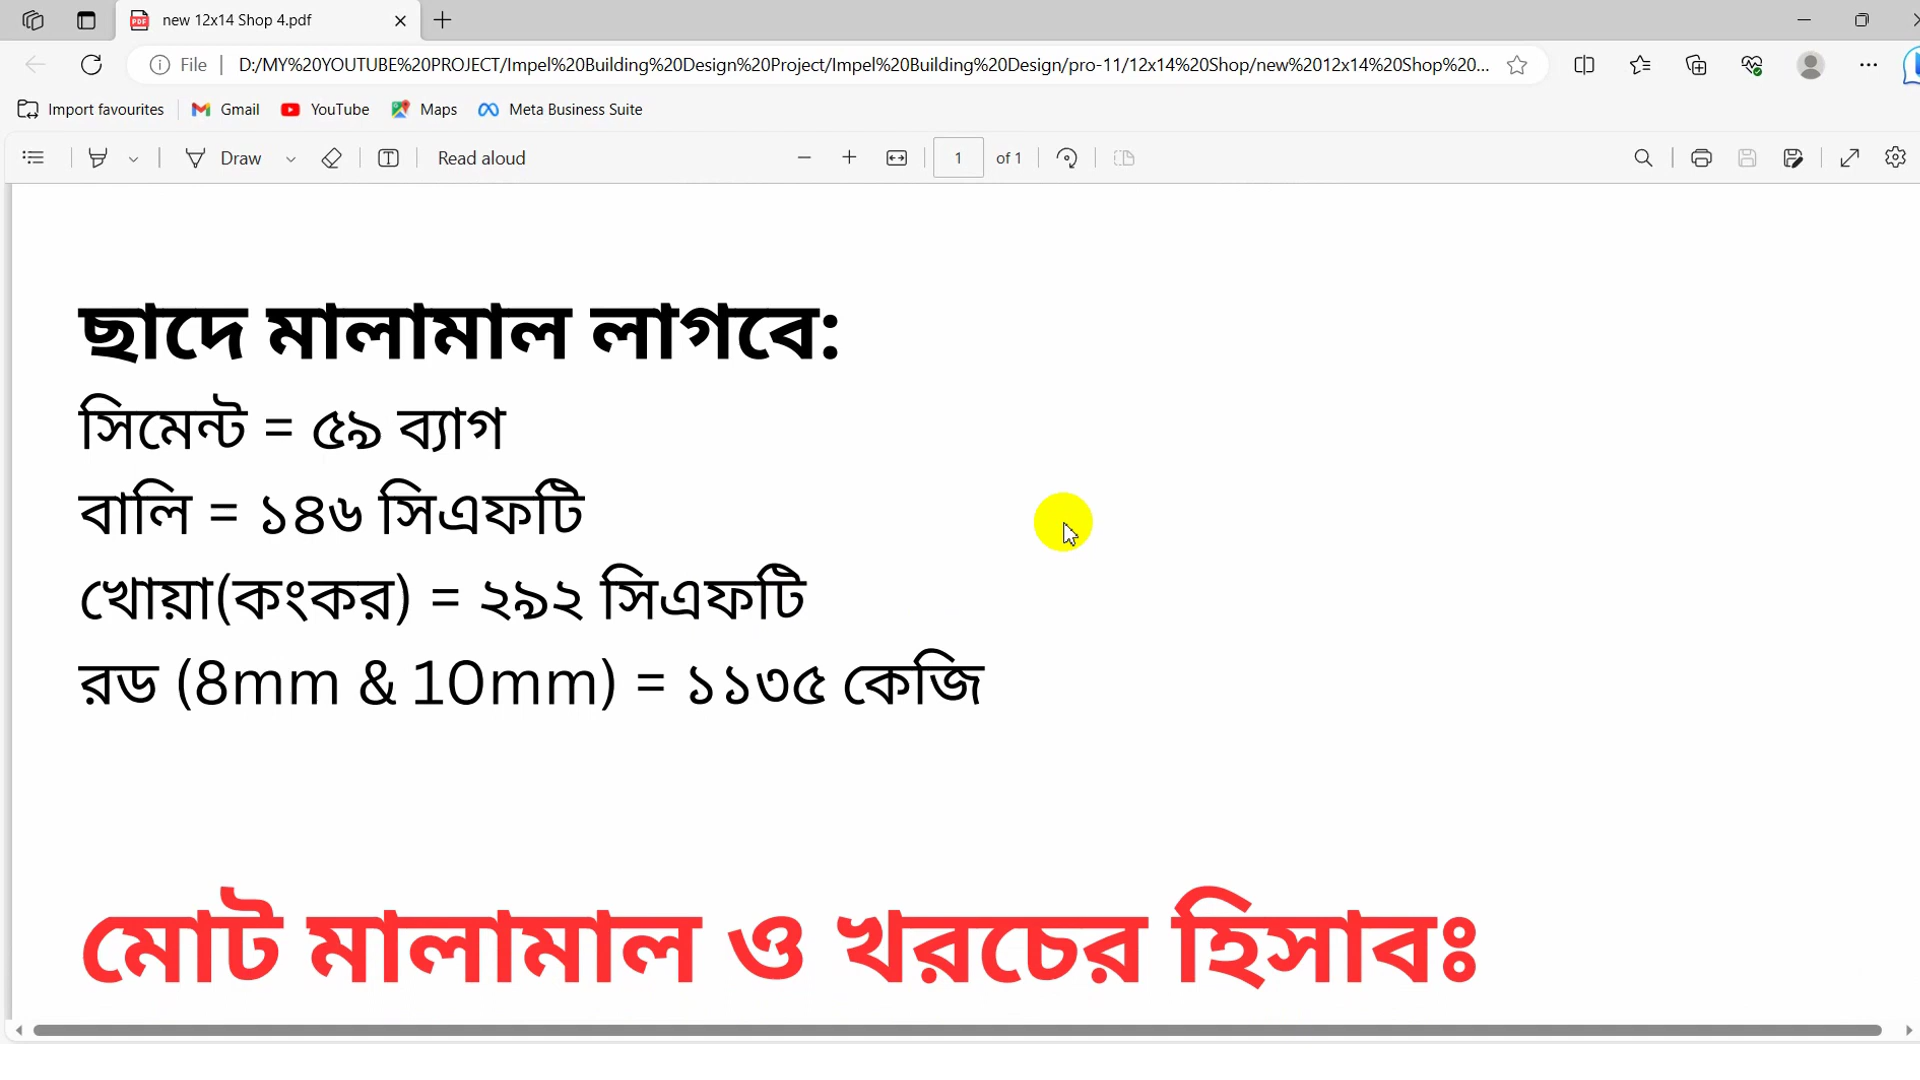 new 12x14 Shop 4.pdf
File D:/MY%20YOUTUBE%20PROJECT/Impel%20Building%20Design%20Project/Impel%20Building%20Design/pro-11/12x14%20Shop/new%2012x14%20Shop%20...
Import favourites Gmail YouTube Maps Meta Business Suite
Draw Read aloud 1 of 1
ছাদে মালামাল লাগবে:
সিমেন্ট = ৫৯ ব্যাগ
বালি = ১৪৬ সিএফটি
খোয়া(কংকর) = ২৯২ সিএফটি
রড (8mm & 10mm) = ১১৩৫ কেজি
মোট মালামাল ও খরচের হিসাবঃ